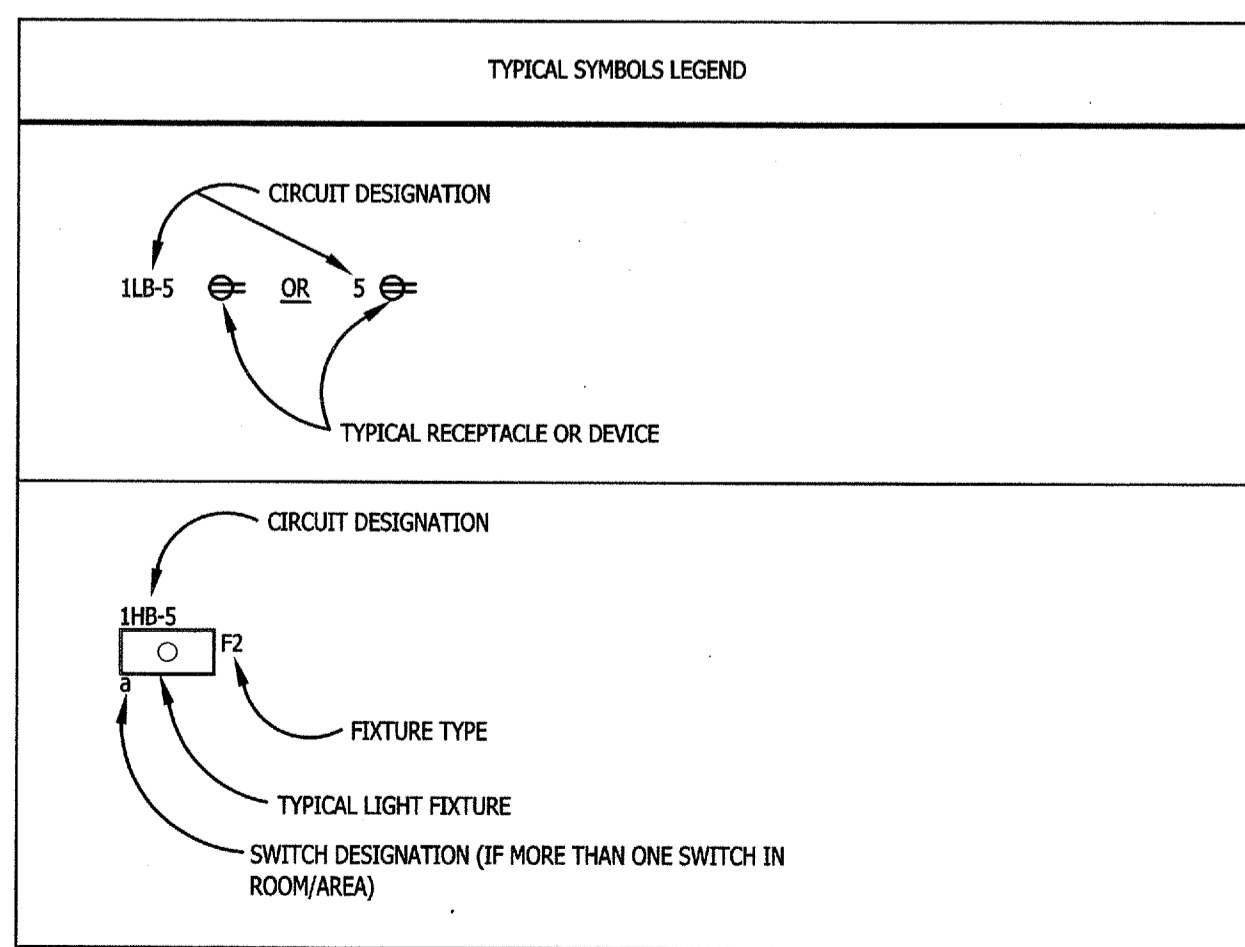 TYPICAL SYMBOLS LEGEND
CIRCUIT DESIGNATION
1LB-5 OR 5
TYPICAL RECEPTACLE OR DEVICE
CIRCUIT DESIGNATION
1HB-5
F2
a
FIXTURE TYPE
TYPICAL LIGHT FIXTURE
SWITCH DESIGNATION (IF MORE THAN ONE SWITCH IN
ROOM/AREA)